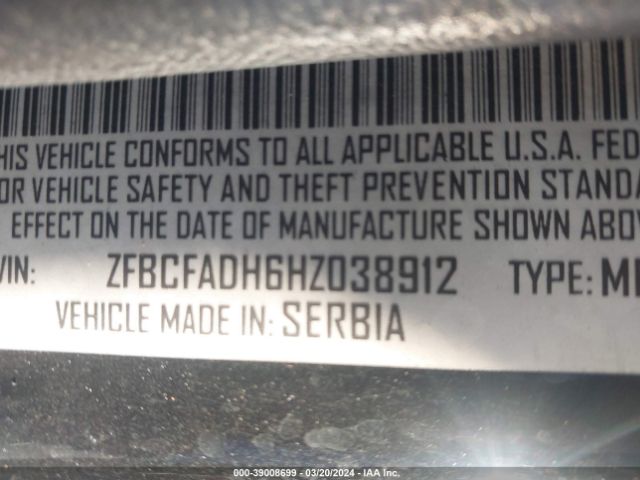 HIS VEHICLE CONFORMS TO ALL APPLICABLE U.S.A. FED
OR VEHICLE SAFETY AND THEFT PREVENTION STANDA
EFFECT ON THE DATE OF MANUFACTURE SHOWN ABOV
VIN: ZFBCFADH6HZ038912 TYPE: M
VEHICLE MADE IN: SERBIA
000-39008699 | 03/20/2024 | IAA Inc.